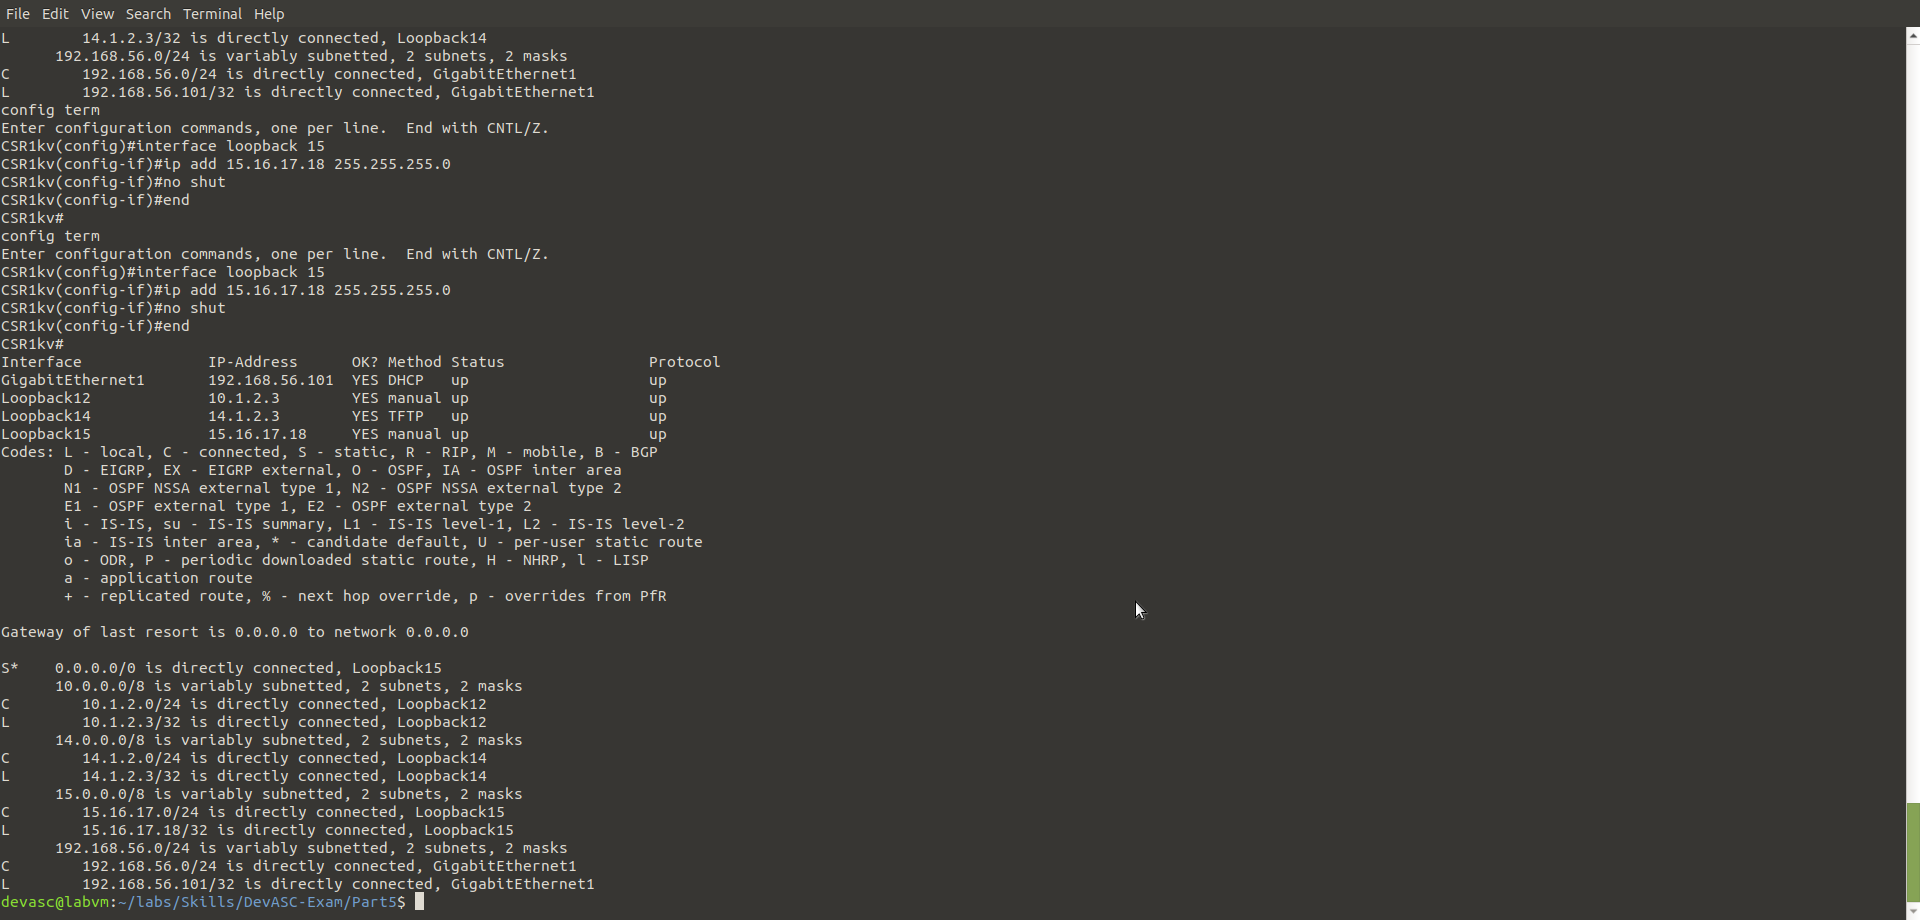 File Edit View Search Terminal Help
L        14.1.2.3/32 is directly connected, Loopback14
      192.168.56.0/24 is variably subnetted, 2 subnets, 2 masks
C        192.168.56.0/24 is directly connected, GigabitEthernet1
L        192.168.56.101/32 is directly connected, GigabitEthernet1
config term
Enter configuration commands, one per line.  End with CNTL/Z.
CSR1kv(config)#interface loopback 15
CSR1kv(config-if)#ip add 15.16.17.18 255.255.255.0
CSR1kv(config-if)#no shut
CSR1kv(config-if)#end
CSR1kv#
config term
Enter configuration commands, one per line.  End with CNTL/Z.
CSR1kv(config)#interface loopback 15
CSR1kv(config-if)#ip add 15.16.17.18 255.255.255.0
CSR1kv(config-if)#no shut
CSR1kv(config-if)#end
CSR1kv#
Interface              IP-Address      OK? Method Status                Protocol
GigabitEthernet1       192.168.56.101  YES DHCP   up                    up
Loopback12             10.1.2.3        YES manual up                    up
Loopback14             14.1.2.3        YES TFTP   up                    up
Loopback15             15.16.17.18     YES manual up                    up
Codes: L - local, C - connected, S - static, R - RIP, M - mobile, B - BGP
       D - EIGRP, EX - EIGRP external, O - OSPF, IA - OSPF inter area
       N1 - OSPF NSSA external type 1, N2 - OSPF NSSA external type 2
       E1 - OSPF external type 1, E2 - OSPF external type 2
       i - IS-IS, su - IS-IS summary, L1 - IS-IS level-1, L2 - IS-IS level-2
       ia - IS-IS inter area, * - candidate default, U - per-user static route
       o - ODR, P - periodic downloaded static route, H - NHRP, l - LISP
       a - application route
       + - replicated route, % - next hop override, p - overrides from PfR
Gateway of last resort is 0.0.0.0 to network 0.0.0.0
S*    0.0.0.0/0 is directly connected, Loopback15
      10.0.0.0/8 is variably subnetted, 2 subnets, 2 masks
C        10.1.2.0/24 is directly connected, Loopback12
L        10.1.2.3/32 is directly connected, Loopback12
      14.0.0.0/8 is variably subnetted, 2 subnets, 2 masks
C        14.1.2.0/24 is directly connected, Loopback14
L        14.1.2.3/32 is directly connected, Loopback14
      15.0.0.0/8 is variably subnetted, 2 subnets, 2 masks
C        15.16.17.0/24 is directly connected, Loopback15
L        15.16.17.18/32 is directly connected, Loopback15
      192.168.56.0/24 is variably subnetted, 2 subnets, 2 masks
C        192.168.56.0/24 is directly connected, GigabitEthernet1
L        192.168.56.101/32 is directly connected, GigabitEthernet1
devasc@labvm:~/labs/Skills/DevASC-Exam/Part5$